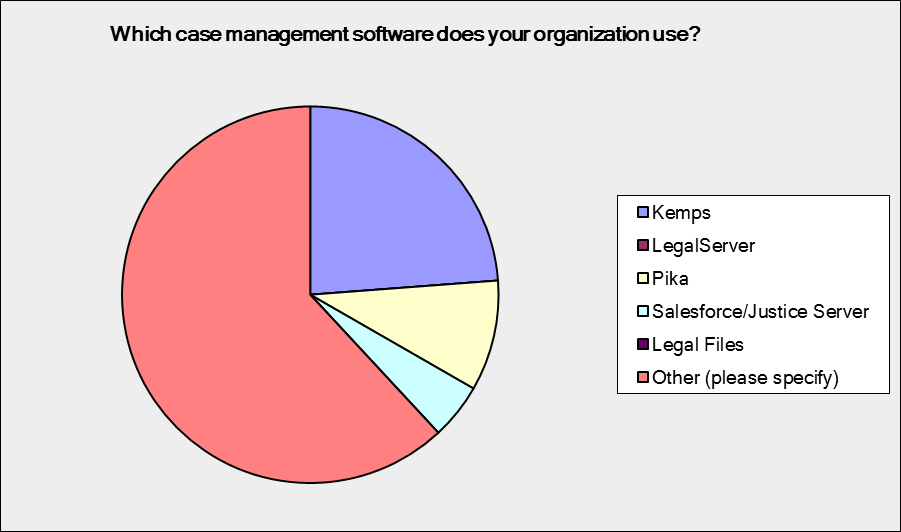 Which case management software does your organization use?
Kemps
LegalServer
Pika
Salesforce/Justice Server
Legal Files
Other (please specify)